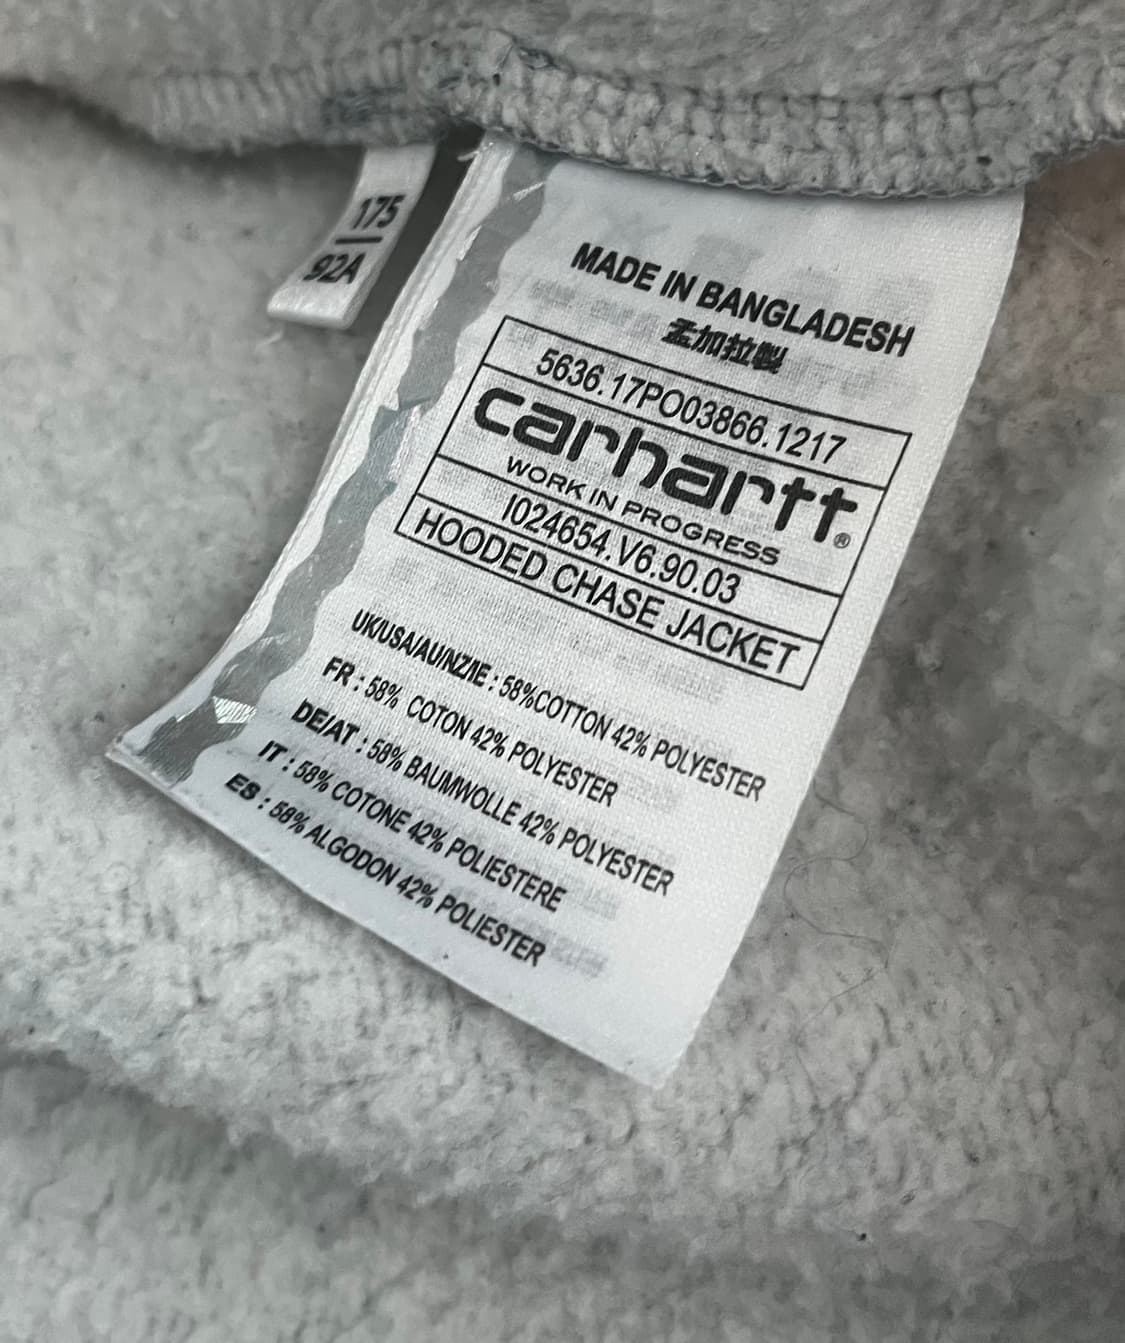 175
92A
MADE IN BANGLADESH
孟加拉製
5636.17PO03866.1217
carhartt®
WORK IN PROGRESS
I024654.V6.90.03
HOODED CHASE JACKET
UK/USA/AU/NZ/IE : 58%COTTON 42% POLYESTER
FR : 58% COTON 42% POLYESTER
DE/AT : 58% BAUMWOLLE 42% POLYESTER
IT : 58% COTONE 42% POLIESTERE
ES : 58% ALGODON 42% POLIESTER